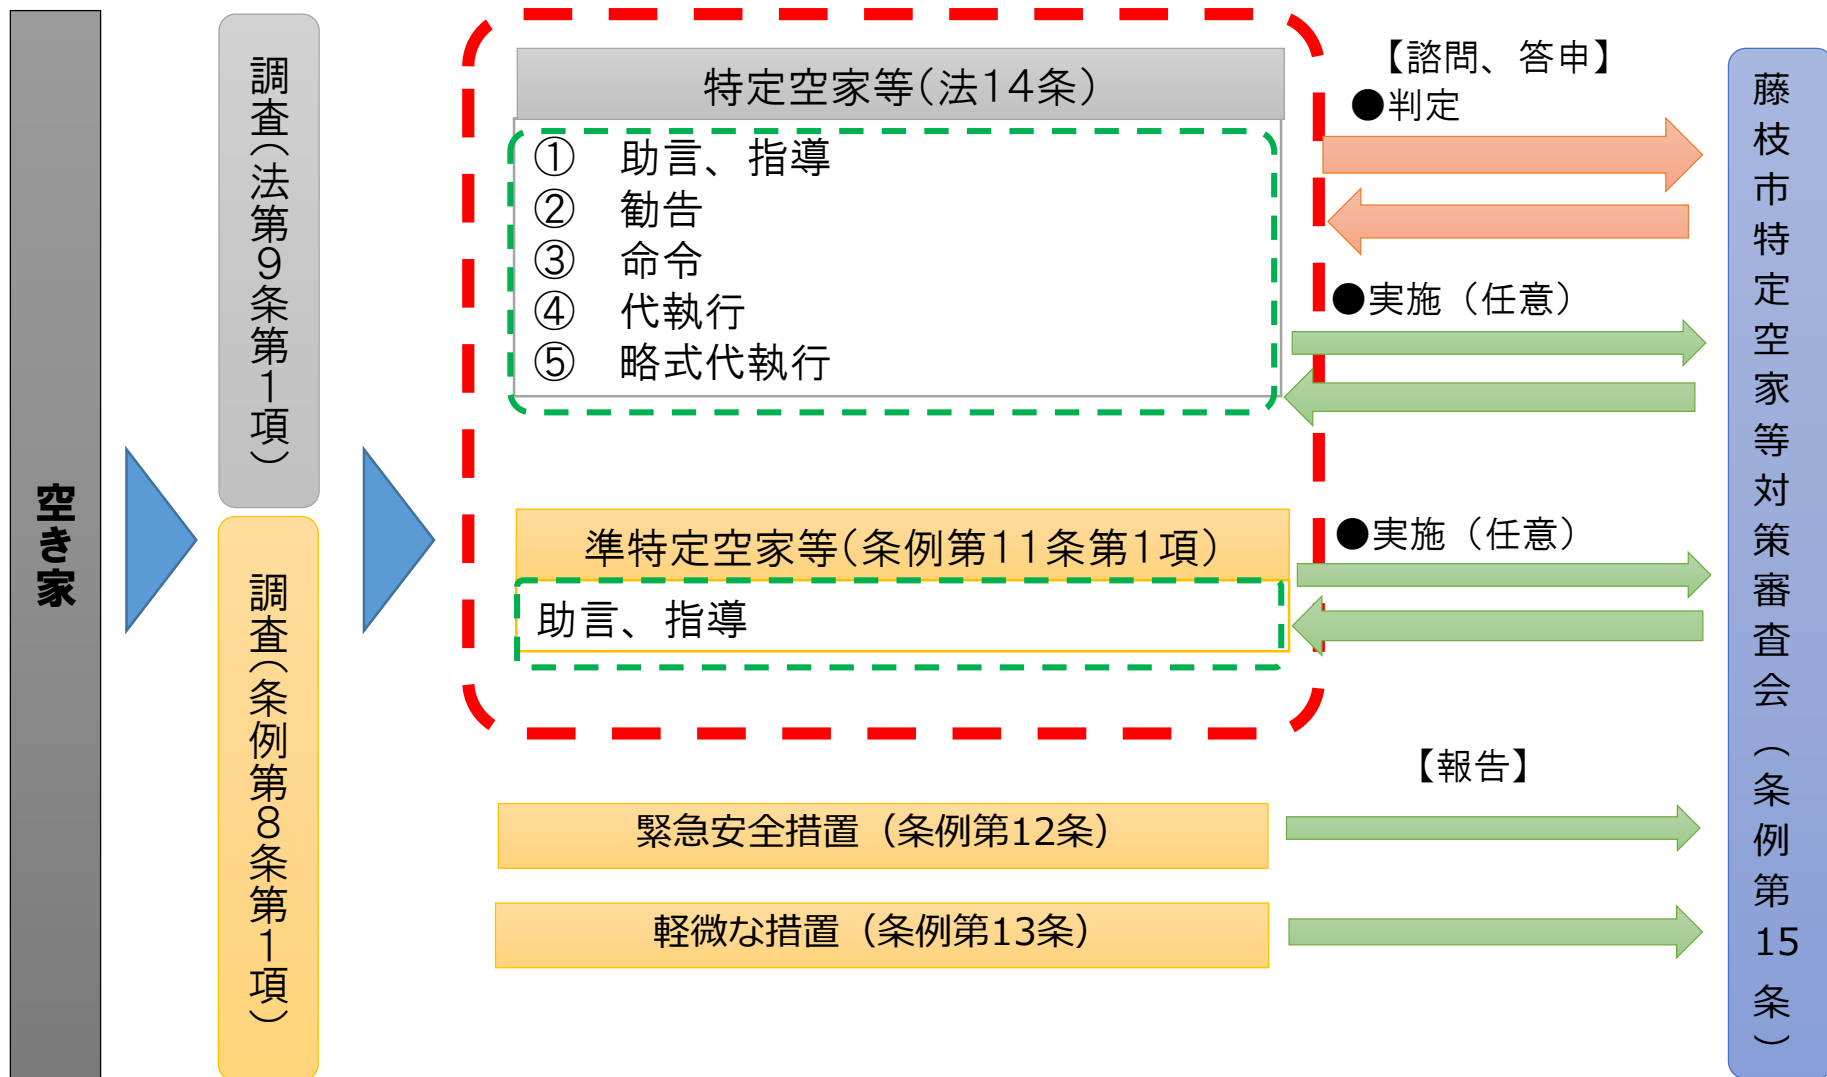 空き家
調査（法第９条第１項）
調査（条例第８条第１項）
特定空家等（法１４条）
①　助言、指導
②　勧告
③　命令
④　代執行
⑤　略式代執行
準特定空家等（条例第１１条第１項）
助言、指導
緊急安全措置（条例第12条）
軽微な措置（条例第13条）
【諮問、答申】
●判定
●実施（任意）
●実施（任意）
【報告】
藤枝市特定空家等対策審査会（条例第15条）